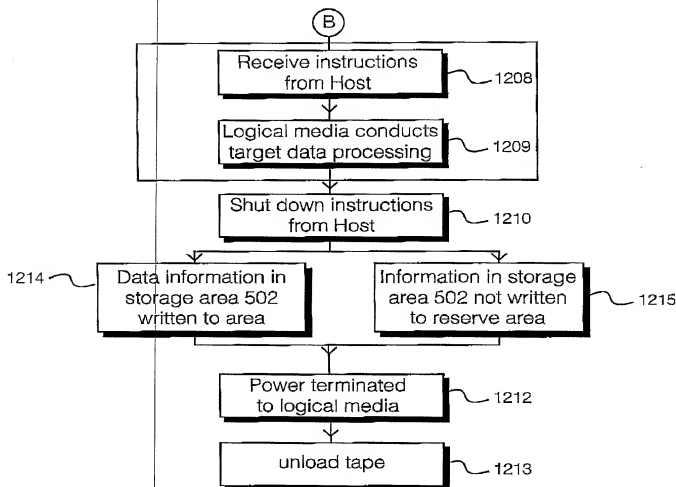 B
Receive instructions
from Host
1208
Logical media conducts
target data processing
1209
Shut down instructions
from Host
1210
1214
Data information in
storage area 502
written to area
Information in storage
area 502 not written
to reserve area
1215
Power terminated
to logical media
1212
unload tape
1213